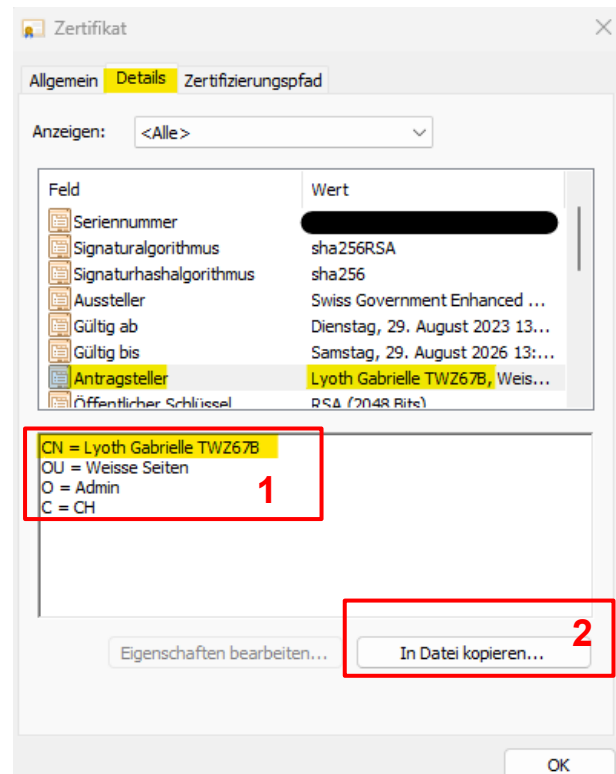 Zertifikat
Allgemein Details Zertifizierungspfad
Anzeigen: <Alle>
Feld Wert
Seriennummer
Signaturalgorithmus sha256RSA
Signaturhashalgorithmus sha256
Aussteller Swiss Government Enhanced ...
Gültig ab Dienstag, 29. August 2023 13...
Gültig bis Samstag, 29. August 2026 13:...
Antragsteller Lyoth Gabrielle TWZ67B, Weis...
Öffentlicher Schlüssel RSA (2048 Bits)
CN = Lyoth Gabrielle TWZ67B
OU = Weisse Seiten
O = Admin
C = CH
1
2
Eigenschaften bearbeiten... In Datei kopieren...
OK